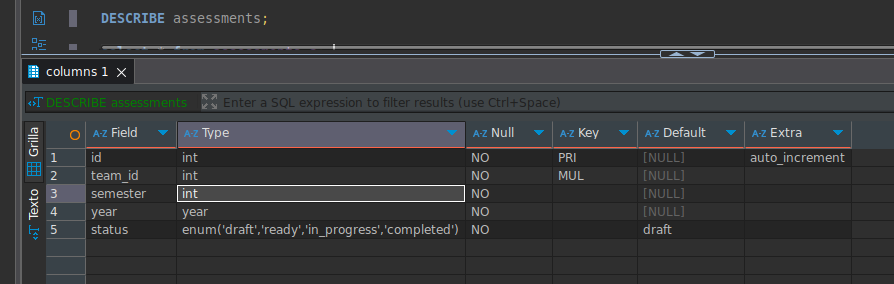 DESCRIBE assessments;
columns 1
DESCRIBE assessments Enter a SQL expression to filter results (use Ctrl+Space)
Grilla
Texto
Field Type Null Key Default Extra
1 id int NO PRI [NULL] auto_increment
2 team_id int NO MUL [NULL]
3 semester int NO [NULL]
4 year year NO [NULL]
5 status enum('draft','ready','in_progress','completed') NO draft